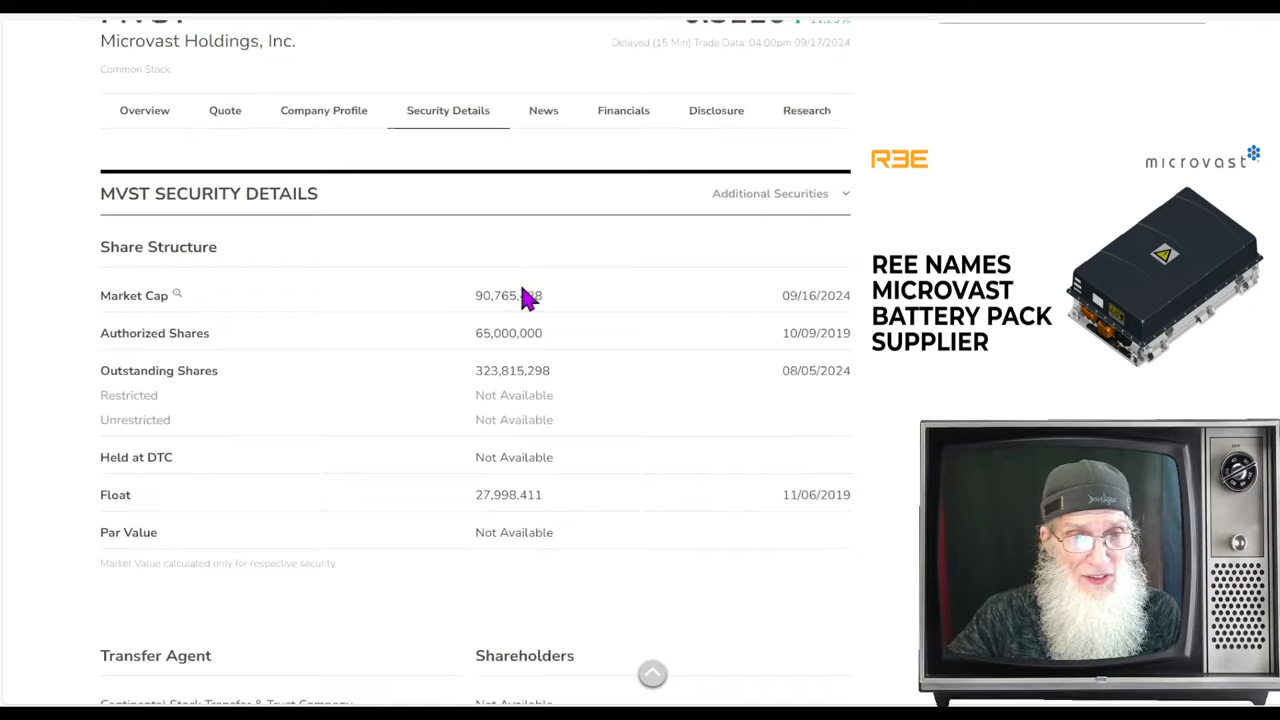 Microvast Holdings, Inc.
Delayed (15 Min) Trade Data: 04:00pm 09/17/2024
Common Stock
Overview Quote Company Profile Security Details News Financials Disclosure Research
MVST SECURITY DETAILS Additional Securities
Share Structure
Market Cap 09/16/2024
Authorized Shares 65,000,000 10/09/2019
Outstanding Shares 323,815,298 08/05/2024
Restricted Not Available
Unrestricted Not Available
Held at DTC Not Available
Float 27,998,411 11/06/2019
Par Value Not Available
Market Value calculated only for respective security
Transfer Agent Shareholders
REE microvast
REE NAMES
MICROVAST
BATTERY PACK
SUPPLIER